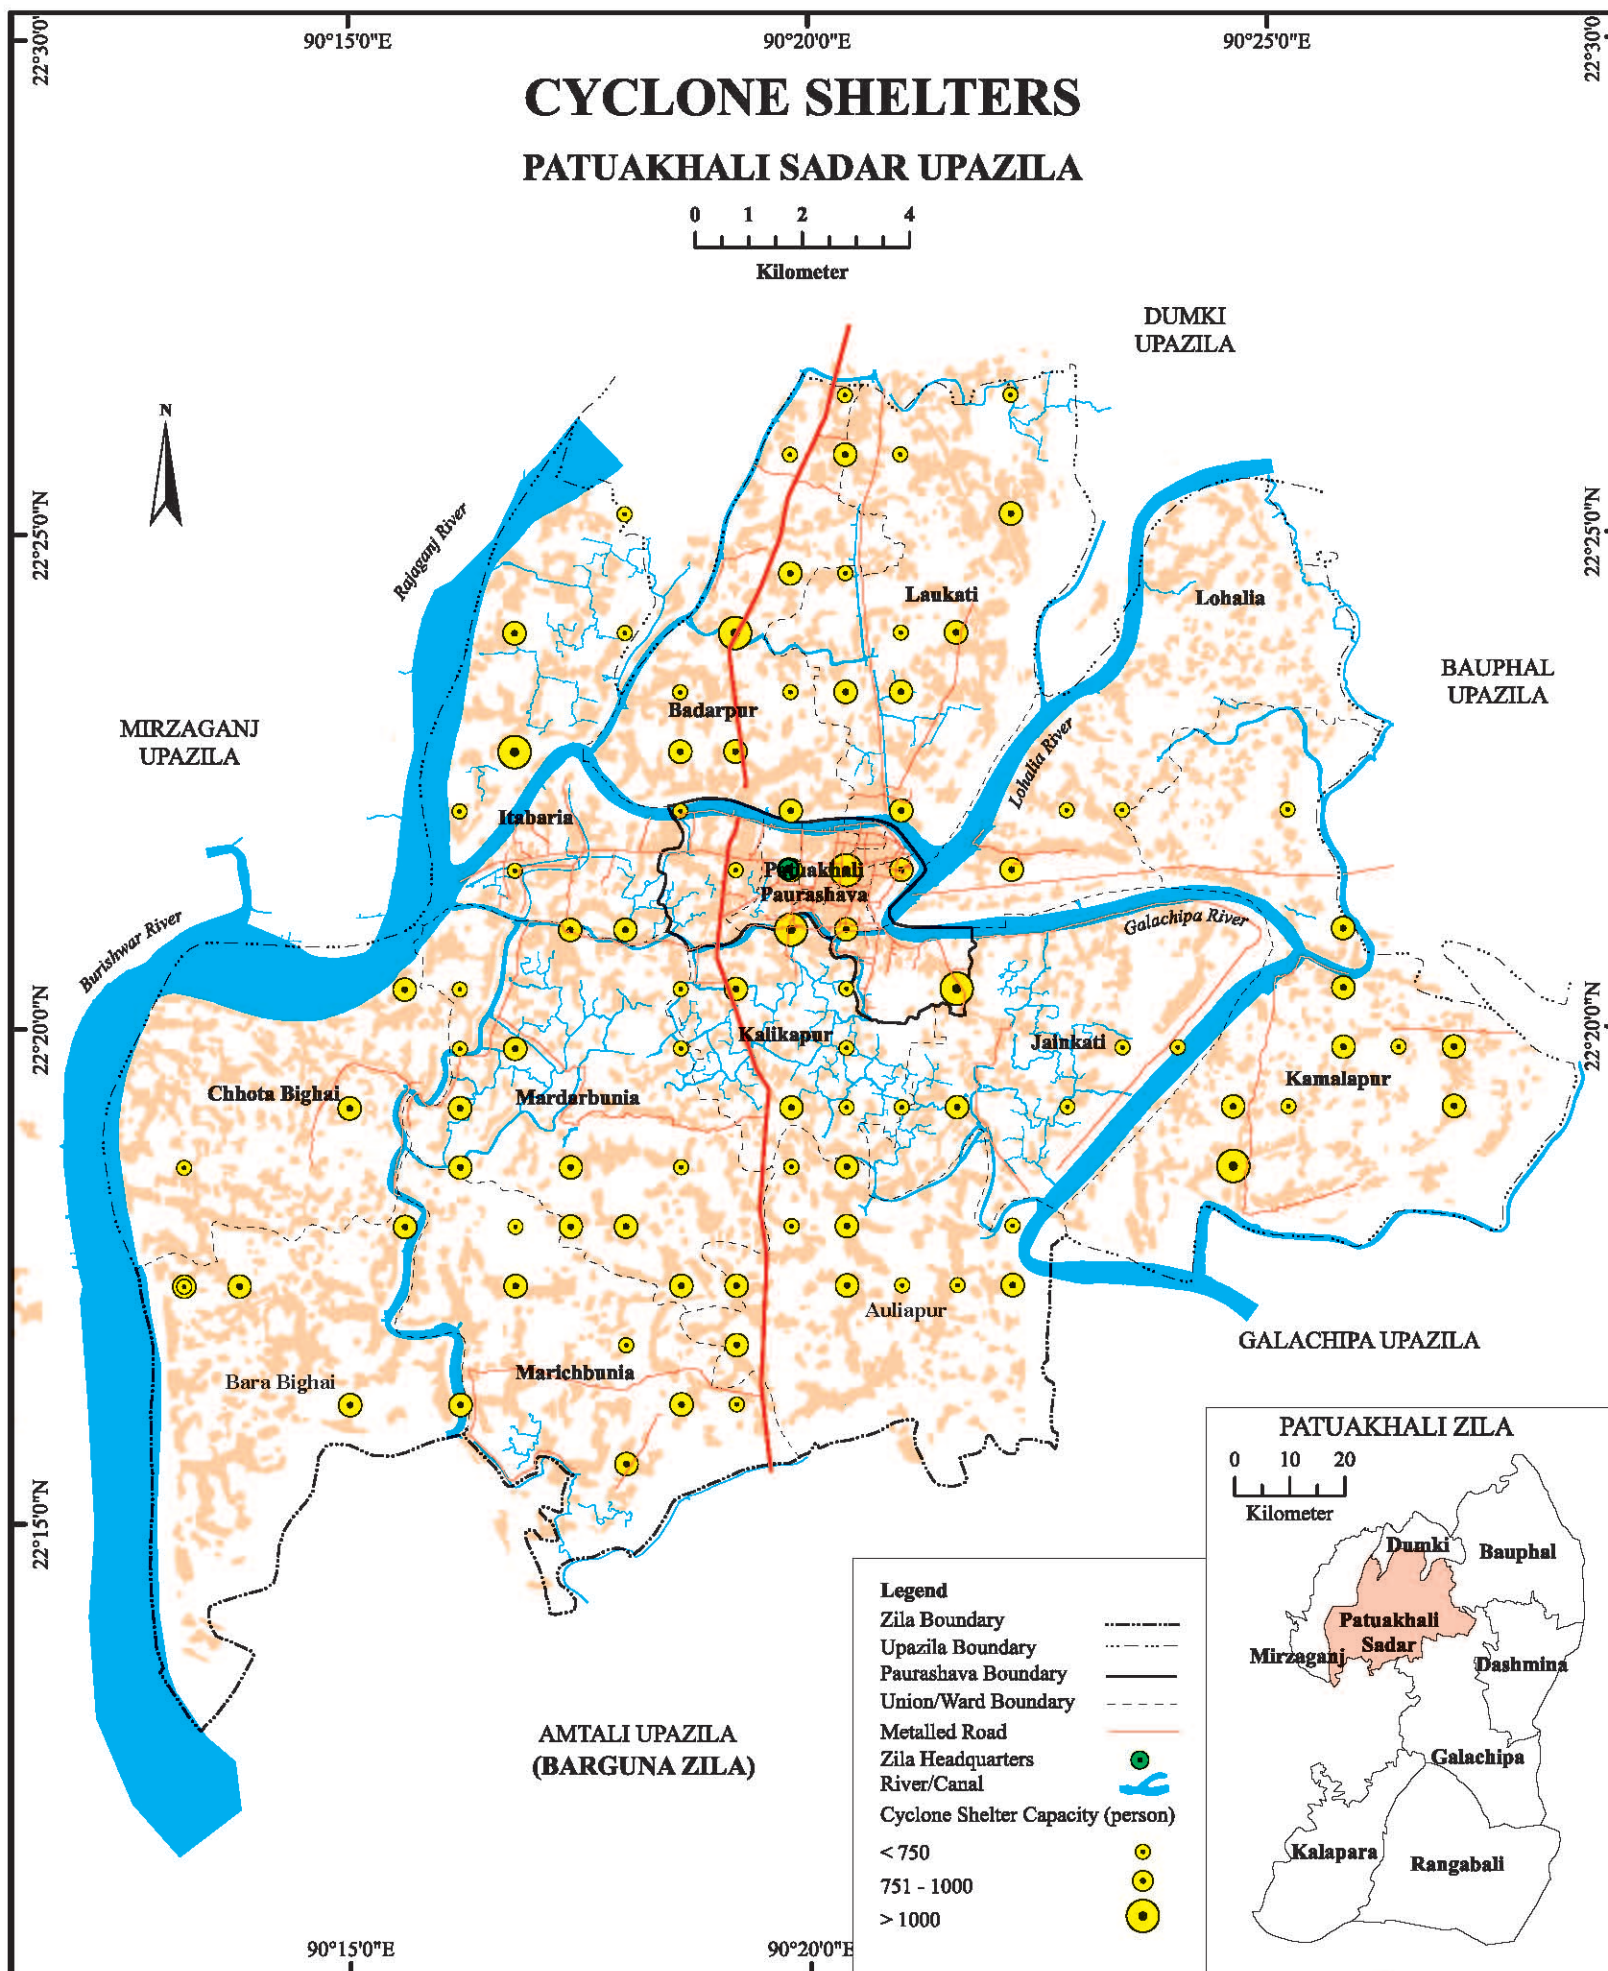 90°15'0"E
90°20'0"E
90°25'0"E
22°30'0"
22°30'0
CYCLONE SHELTERS
PATUAKHALI SADAR UPAZILA
0 1 2 4
Kilometer
DUMKI
UPAZILA
N
Rajaganj River
22°25'0"N
22°25'0"N
Laukati
Lohalia
BAUPHAL
UPAZILA
Badarpur
MIRZAGANJ
UPAZILA
Lohalia River
Itabaria
Patuakhali
Paurashava
Burishwar River
Galachipa River
22°20'0"N
22°20'0"N
Kalikapur
Jainkati
Kamalapur
Chhota Bighai
Mardarbunia
Auliapur
GALACHIPA UPAZILA
Marichbunia
Bara Bighai
22°15'0"N
PATUAKHALI ZILA
0 10 20
Kilometer
Dumki
Bauphal
Patuakhali
Sadar
Mirzaganj
Dashmina
Galachipa
Kalapara
Rangabali
AMTALI UPAZILA
(BARGUNA ZILA)
Legend
Zila Boundary
Upazila Boundary
Paurashava Boundary
Union/Ward Boundary
Metalled Road
Zila Headquarters
River/Canal
Cyclone Shelter Capacity (person)
< 750
751 - 1000
> 1000
90°15'0"E
90°20'0"E